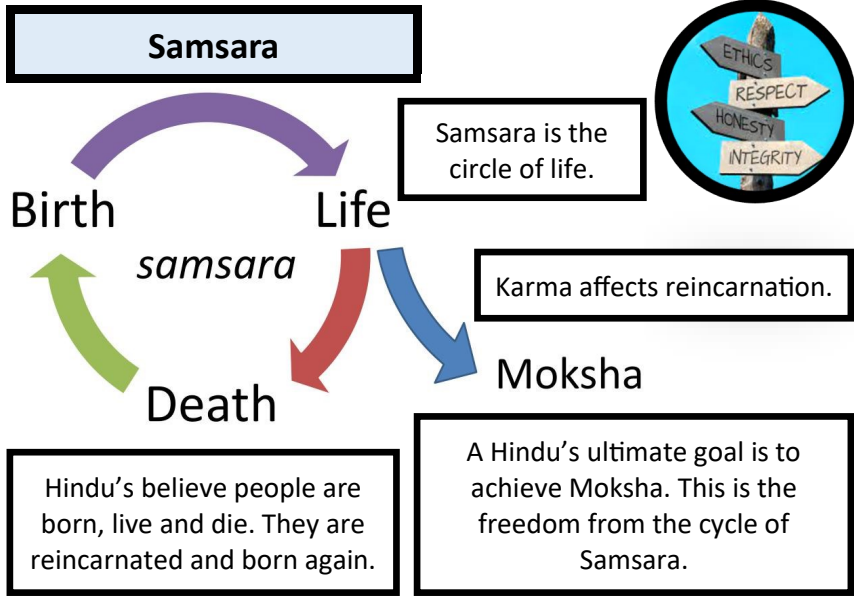 Samsara
ETHICS
RESPECT
HONESTY
INTEGRITY
Samsara is the
circle of life.
Birth
Life
samsara
Karma affects reincarnation.
Moksha
Death
Hindu’s believe people are
born, live and die. They are
reincarnated and born again.
A Hindu’s ultimate goal is to
achieve Moksha. This is the
freedom from the cycle of
Samsara.